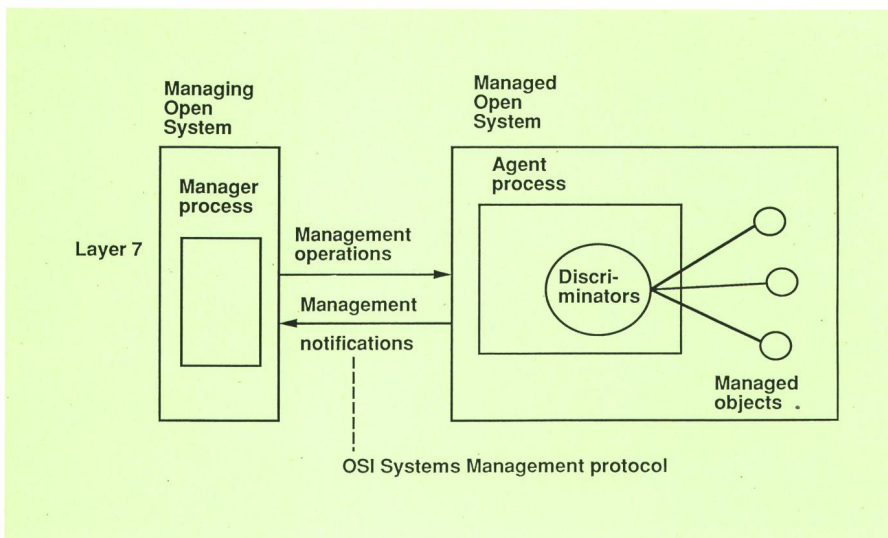 Managing
Open
System
Managed
Open
System
Manager
process
Agent
process
Layer 7
Management
operations
Discri-
minators
Management
notifications
Managed
objects
OSI Systems Management protocol